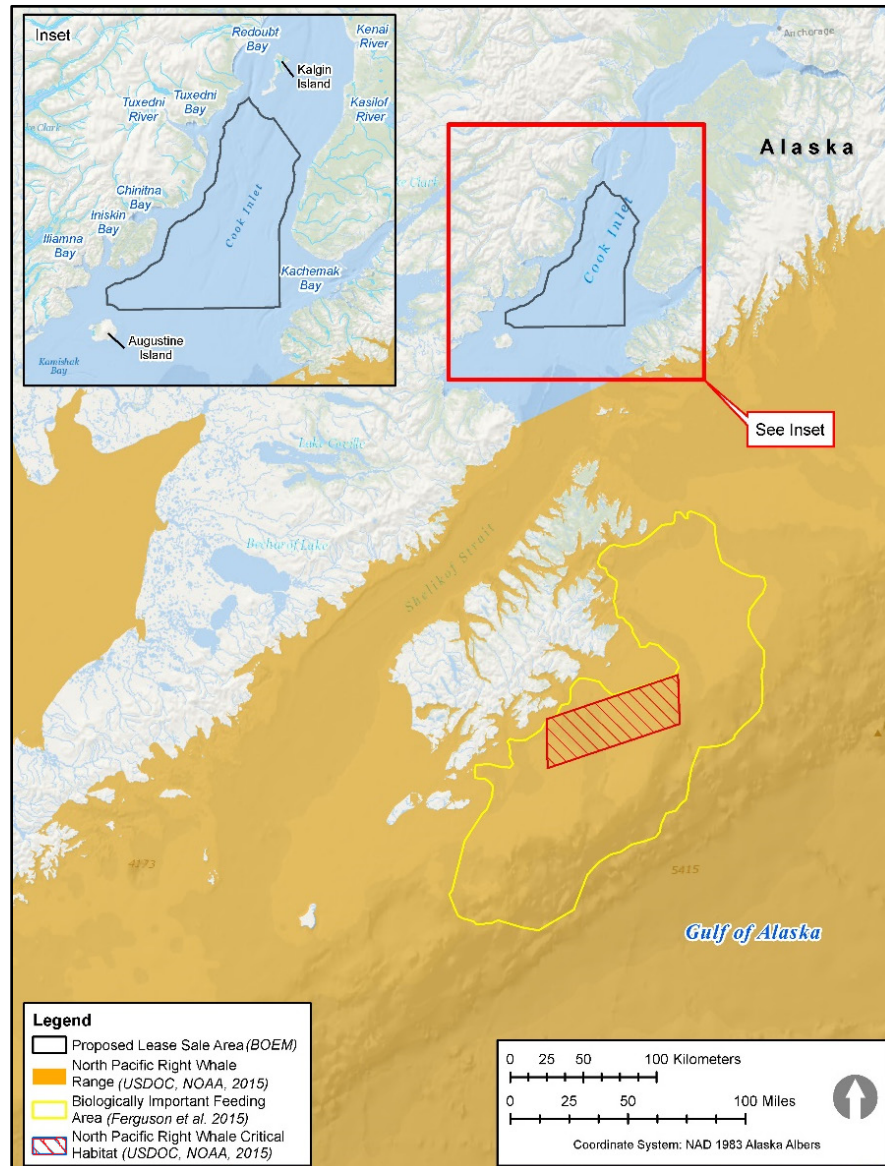 Inset
Redoubt
Bay
Kenai
River
Kalgin
Island
Tuxedni
Bay
Tuxedni
River
Kasilof
River
Clark
Chinitna
Bay
Iniskin
Bay
Iliamna
Bay
Cook Inlet
Kachemak
Bay
Augustine
Island
Kamishak
Bay
Anchorage
Alaska
Clark
Cook Inlet
See Inset
Becharof Lake
Shelikof Strait
4173
5415
Gulf of Alaska
Legend
Proposed Lease Sale Area (BOEM)
North Pacific Right Whale
Range (USDOC, NOAA, 2015)
Biologically Important Feeding
Area (Ferguson et al. 2015)
North Pacific Right Whale Critical
Habitat (USDOC, NOAA, 2015)
0 25 50 100 Kilometers
0 25 50 100 Miles
Coordinate System: NAD 1983 Alaska Albers